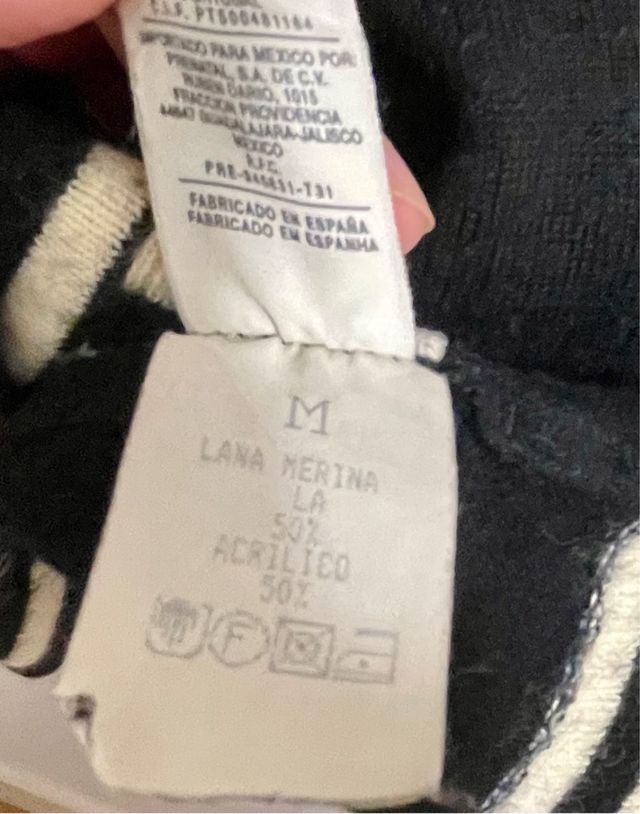 C.I.F. PT500481164
IMPORTADO PARA MEXICO POR:
PRENATAL, S.A. DE C.V.
RUBEN DARIO, 1015
FRACCION PROVIDENCIA
44647 GUADALAJARA-JALISCO
MEXICO
R.F.C.
FABRICADO EN ESPAÑA
FABRICADO EM ESPANHA
M
LANA MERINA
LA
50%
ACRILICO
50%
F